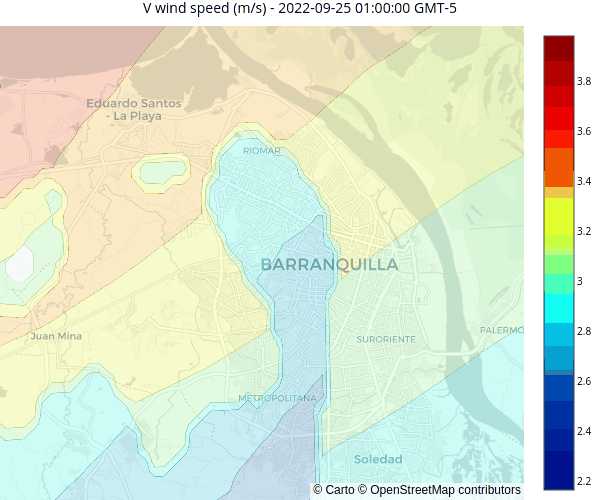 V wind speed (m/s) - 2022-09-25 01:00:00 GMT-5
Eduardo Santos
- La Playa
RIOMAR
BARRANQUILLA
Juan Mina
SURORIENTE
PALERMO
METROPOLITANA
Soledad
© Carto © OpenStreetMap contributors
3.8
3.6
3.4
3.2
3
2.8
2.6
2.4
2.2